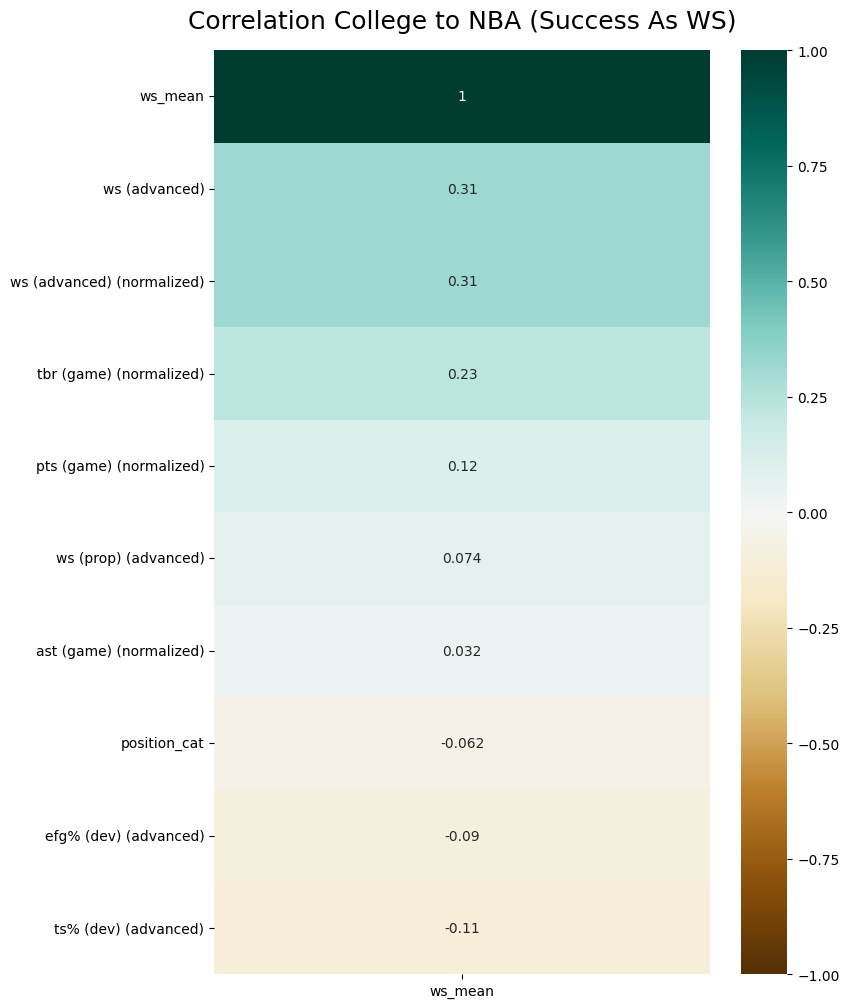 Correlation College to NBA (Success As WS)
ws_mean
1
ws (advanced)
0.31
ws (advanced) (normalized)
0.31
tbr (game) (normalized)
0.23
pts (game) (normalized)
0.12
ws (prop) (advanced)
0.074
ast (game) (normalized)
0.032
position_cat
-0.062
efg% (dev) (advanced)
-0.09
ts% (dev) (advanced)
-0.11
ws_mean
1.00
0.75
0.50
0.25
0.00
−0.25
−0.50
−0.75
−1.00